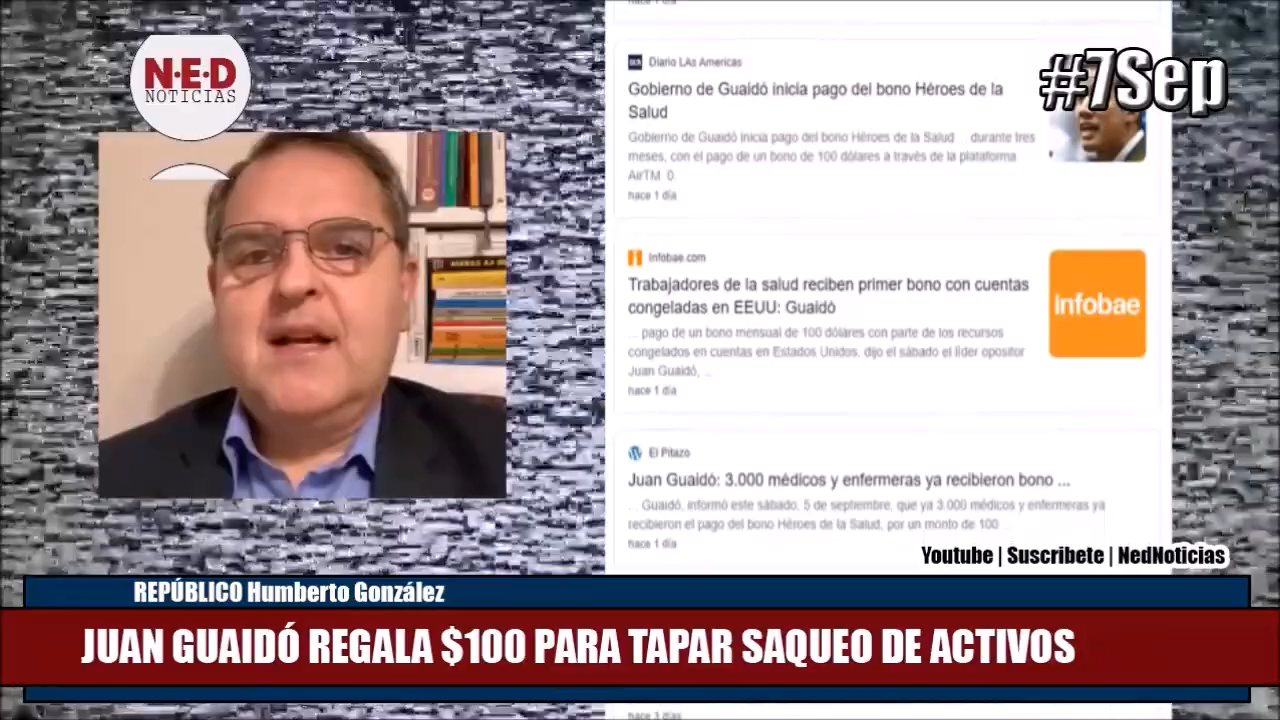 N·E·D
NOTICIAS
hace 1 día
#7Sep
Diario LAs Americas
Gobierno de Guaidó inicia pago del bono Héroes de la
Salud
Gobierno de Guaidó inicia pago del bono Héroes de la Salud durante tres
meses, con el pago de un bono de 100 dólares a través de la plataforma
AirTM 0.
hace 1 día
Infobae.com
Trabajadores de la salud reciben primer bono con cuentas
congeladas en EEUU: Guaidó
... pago de un bono mensual de 100 dólares con parte de los recursos
congelados en cuentas en Estados Unidos, dijo el sábado el líder opositor
Juan Guaidó, ...
hace 1 día
infobae
El Pitazo
Juan Guaidó: 3.000 médicos y enfermeras ya recibieron bono ...
... Guaidó, informó este sábado, 5 de septiembre, que ya 3.000 médicos y enfermeras ya
recibieron el pago del bono Héroes de la Salud, por un monto de 100
hace 1 día
Youtube | Suscribete | NedNoticias
REPÚBLICO Humberto González
JUAN GUAIDÓ REGALA $100 PARA TAPAR SAQUEO DE ACTIVOS
hace 3 días